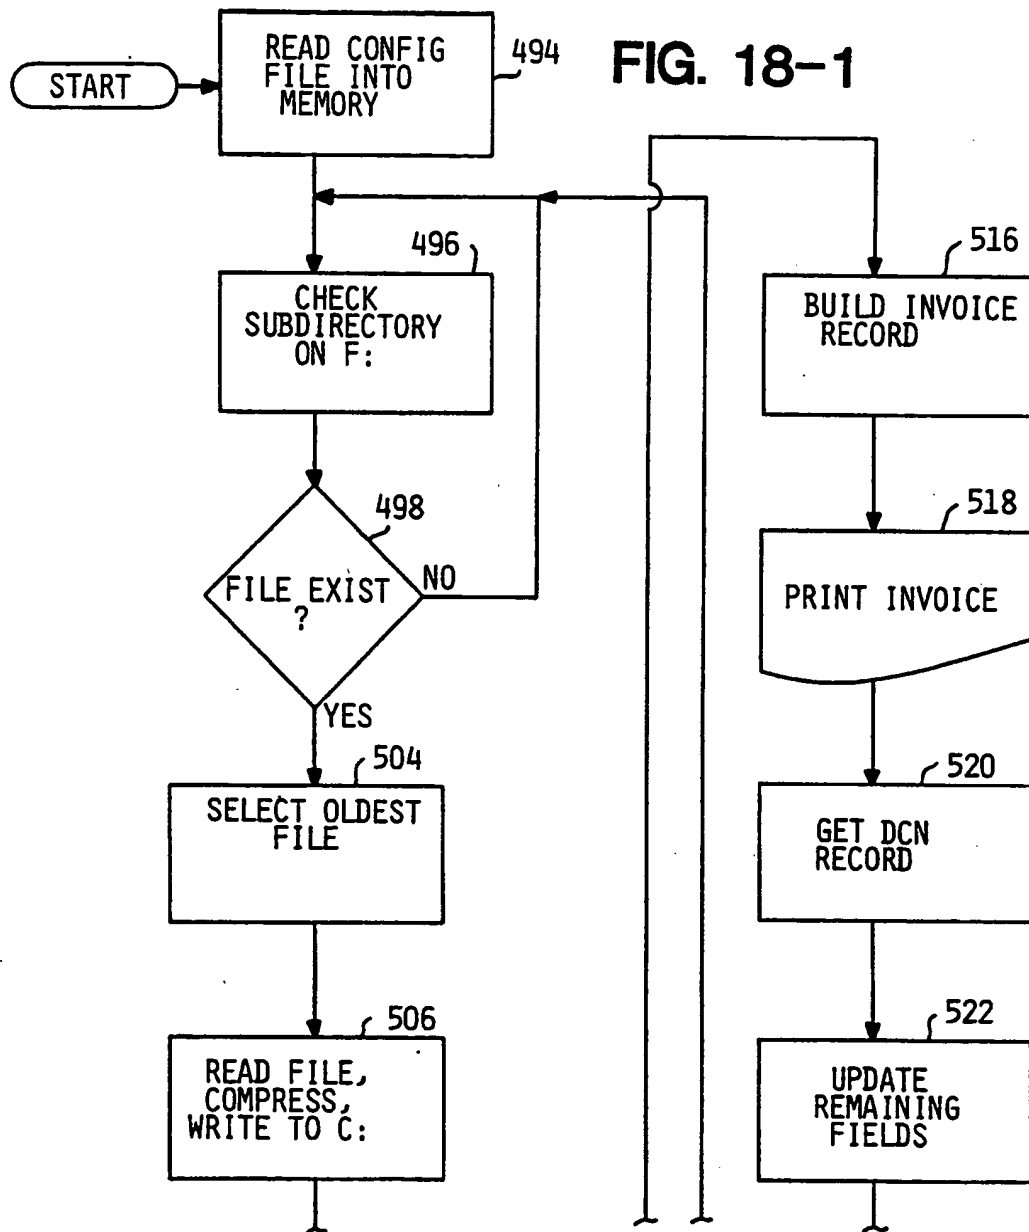 FIG. 18-1
START
READ CONFIG
FILE INTO
MEMORY
494
496
CHECK
SUBDIRECTORY
ON F:
498
FILE EXIST
?
NO
YES
504
SELECT OLDEST
FILE
506
READ FILE,
COMPRESS,
WRITE TO C:
516
BUILD INVOICE
RECORD
518
PRINT INVOICE
520
GET DCN
RECORD
522
UPDATE
REMAINING
FIELDS